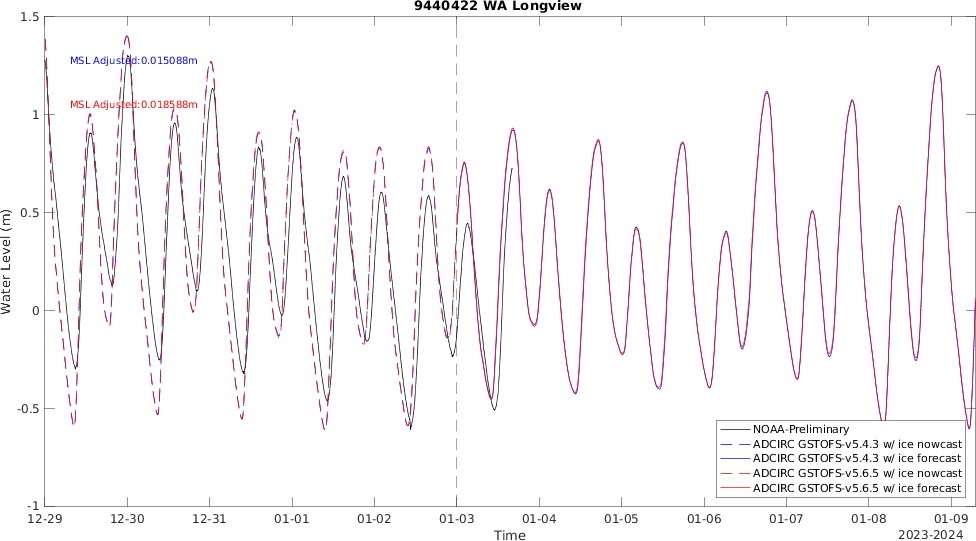 9440422 WA Longview
1.5
1
0.5
0
-0.5
-1
Water Level (m)
MSL Adjusted:0.015088m
MSL Adjusted:0.018588m
NOAA-Preliminary
ADCIRC GSTOFS-v5.4.3 w/ ice nowcast
ADCIRC GSTOFS-v5.4.3 w/ ice forecast
ADCIRC GSTOFS-v5.6.5 w/ ice nowcast
ADCIRC GSTOFS-v5.6.5 w/ ice forecast
12-29 12-30 12-31 01-01 01-02 01-03 01-04 01-05 01-06 01-07 01-08 01-09
Time
2023-2024